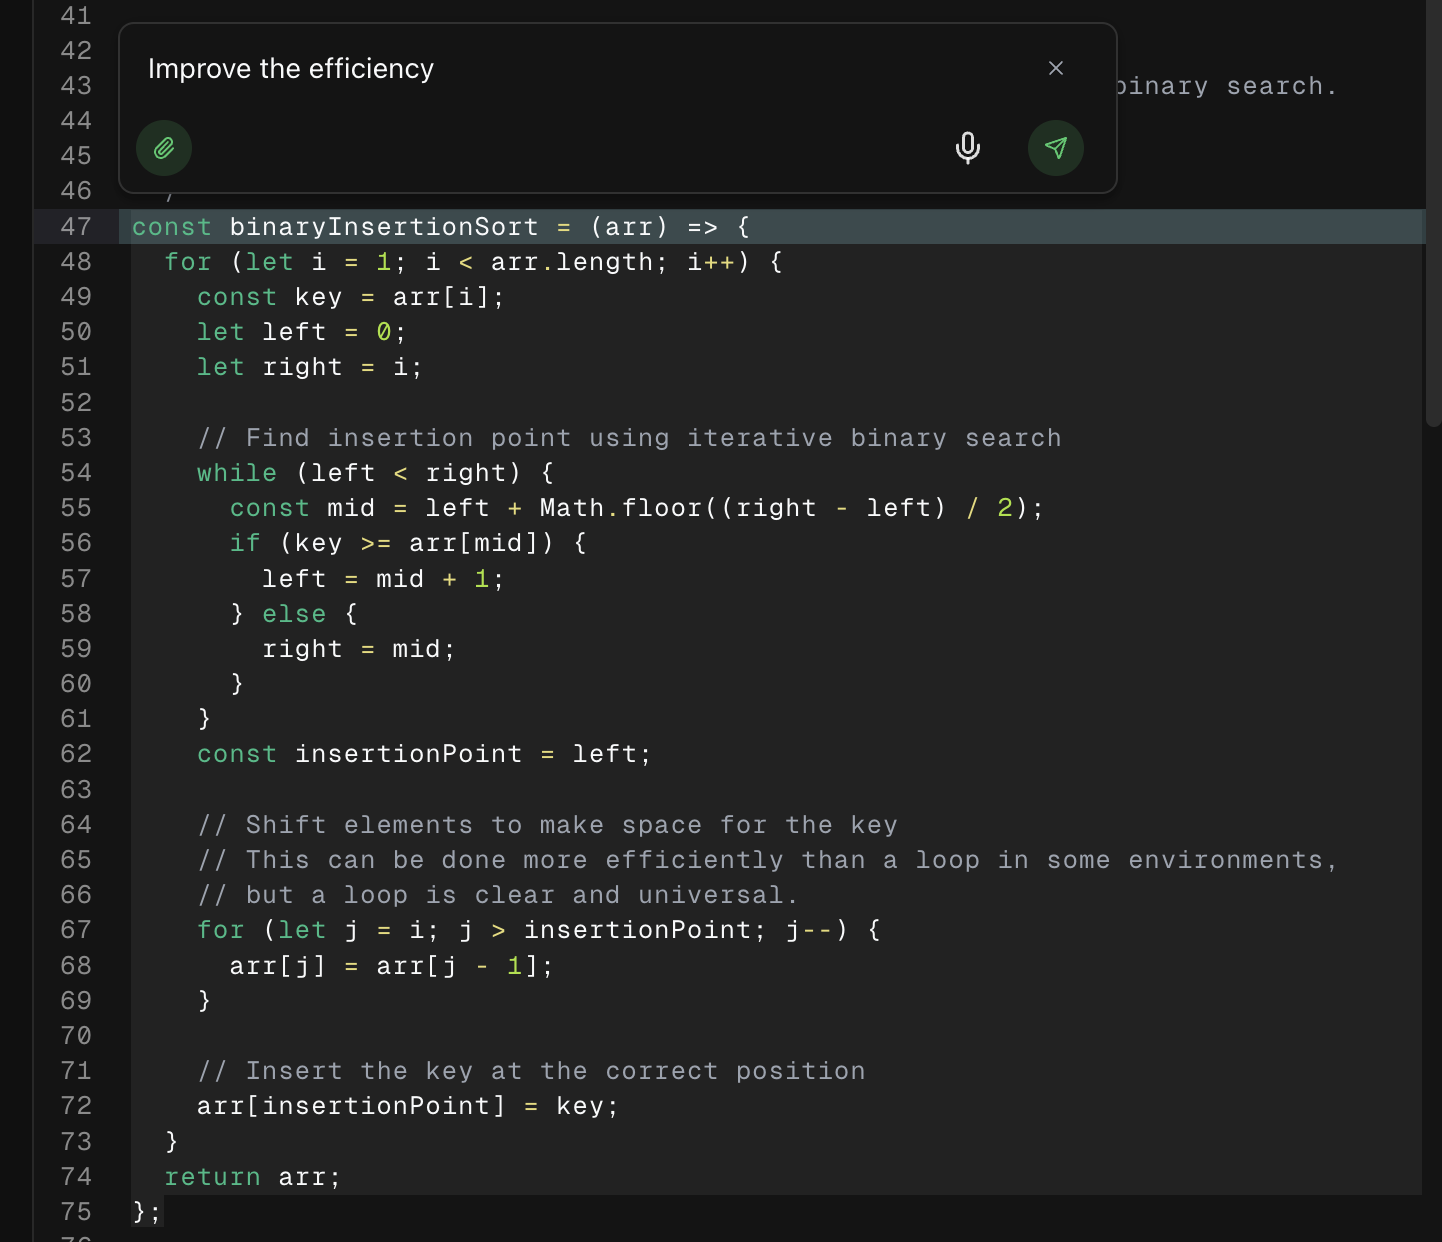 41
42
Improve the efficiency
43 binary search.
44
45
46
47 const binaryInsertionSort = (arr) => {
48   for (let i = 1; i < arr.length; i++) {
49     const key = arr[i];
50     let left = 0;
51     let right = i;
52
53     // Find insertion point using iterative binary search
54     while (left < right) {
55       const mid = left + Math.floor((right - left) / 2);
56       if (key >= arr[mid]) {
57         left = mid + 1;
58       } else {
59         right = mid;
60       }
61     }
62     const insertionPoint = left;
63
64     // Shift elements to make space for the key
65     // This can be done more efficiently than a loop in some environments,
66     // but a loop is clear and universal.
67     for (let j = i; j > insertionPoint; j--) {
68       arr[j] = arr[j - 1];
69     }
70
71     // Insert the key at the correct position
72     arr[insertionPoint] = key;
73   }
74   return arr;
75 };